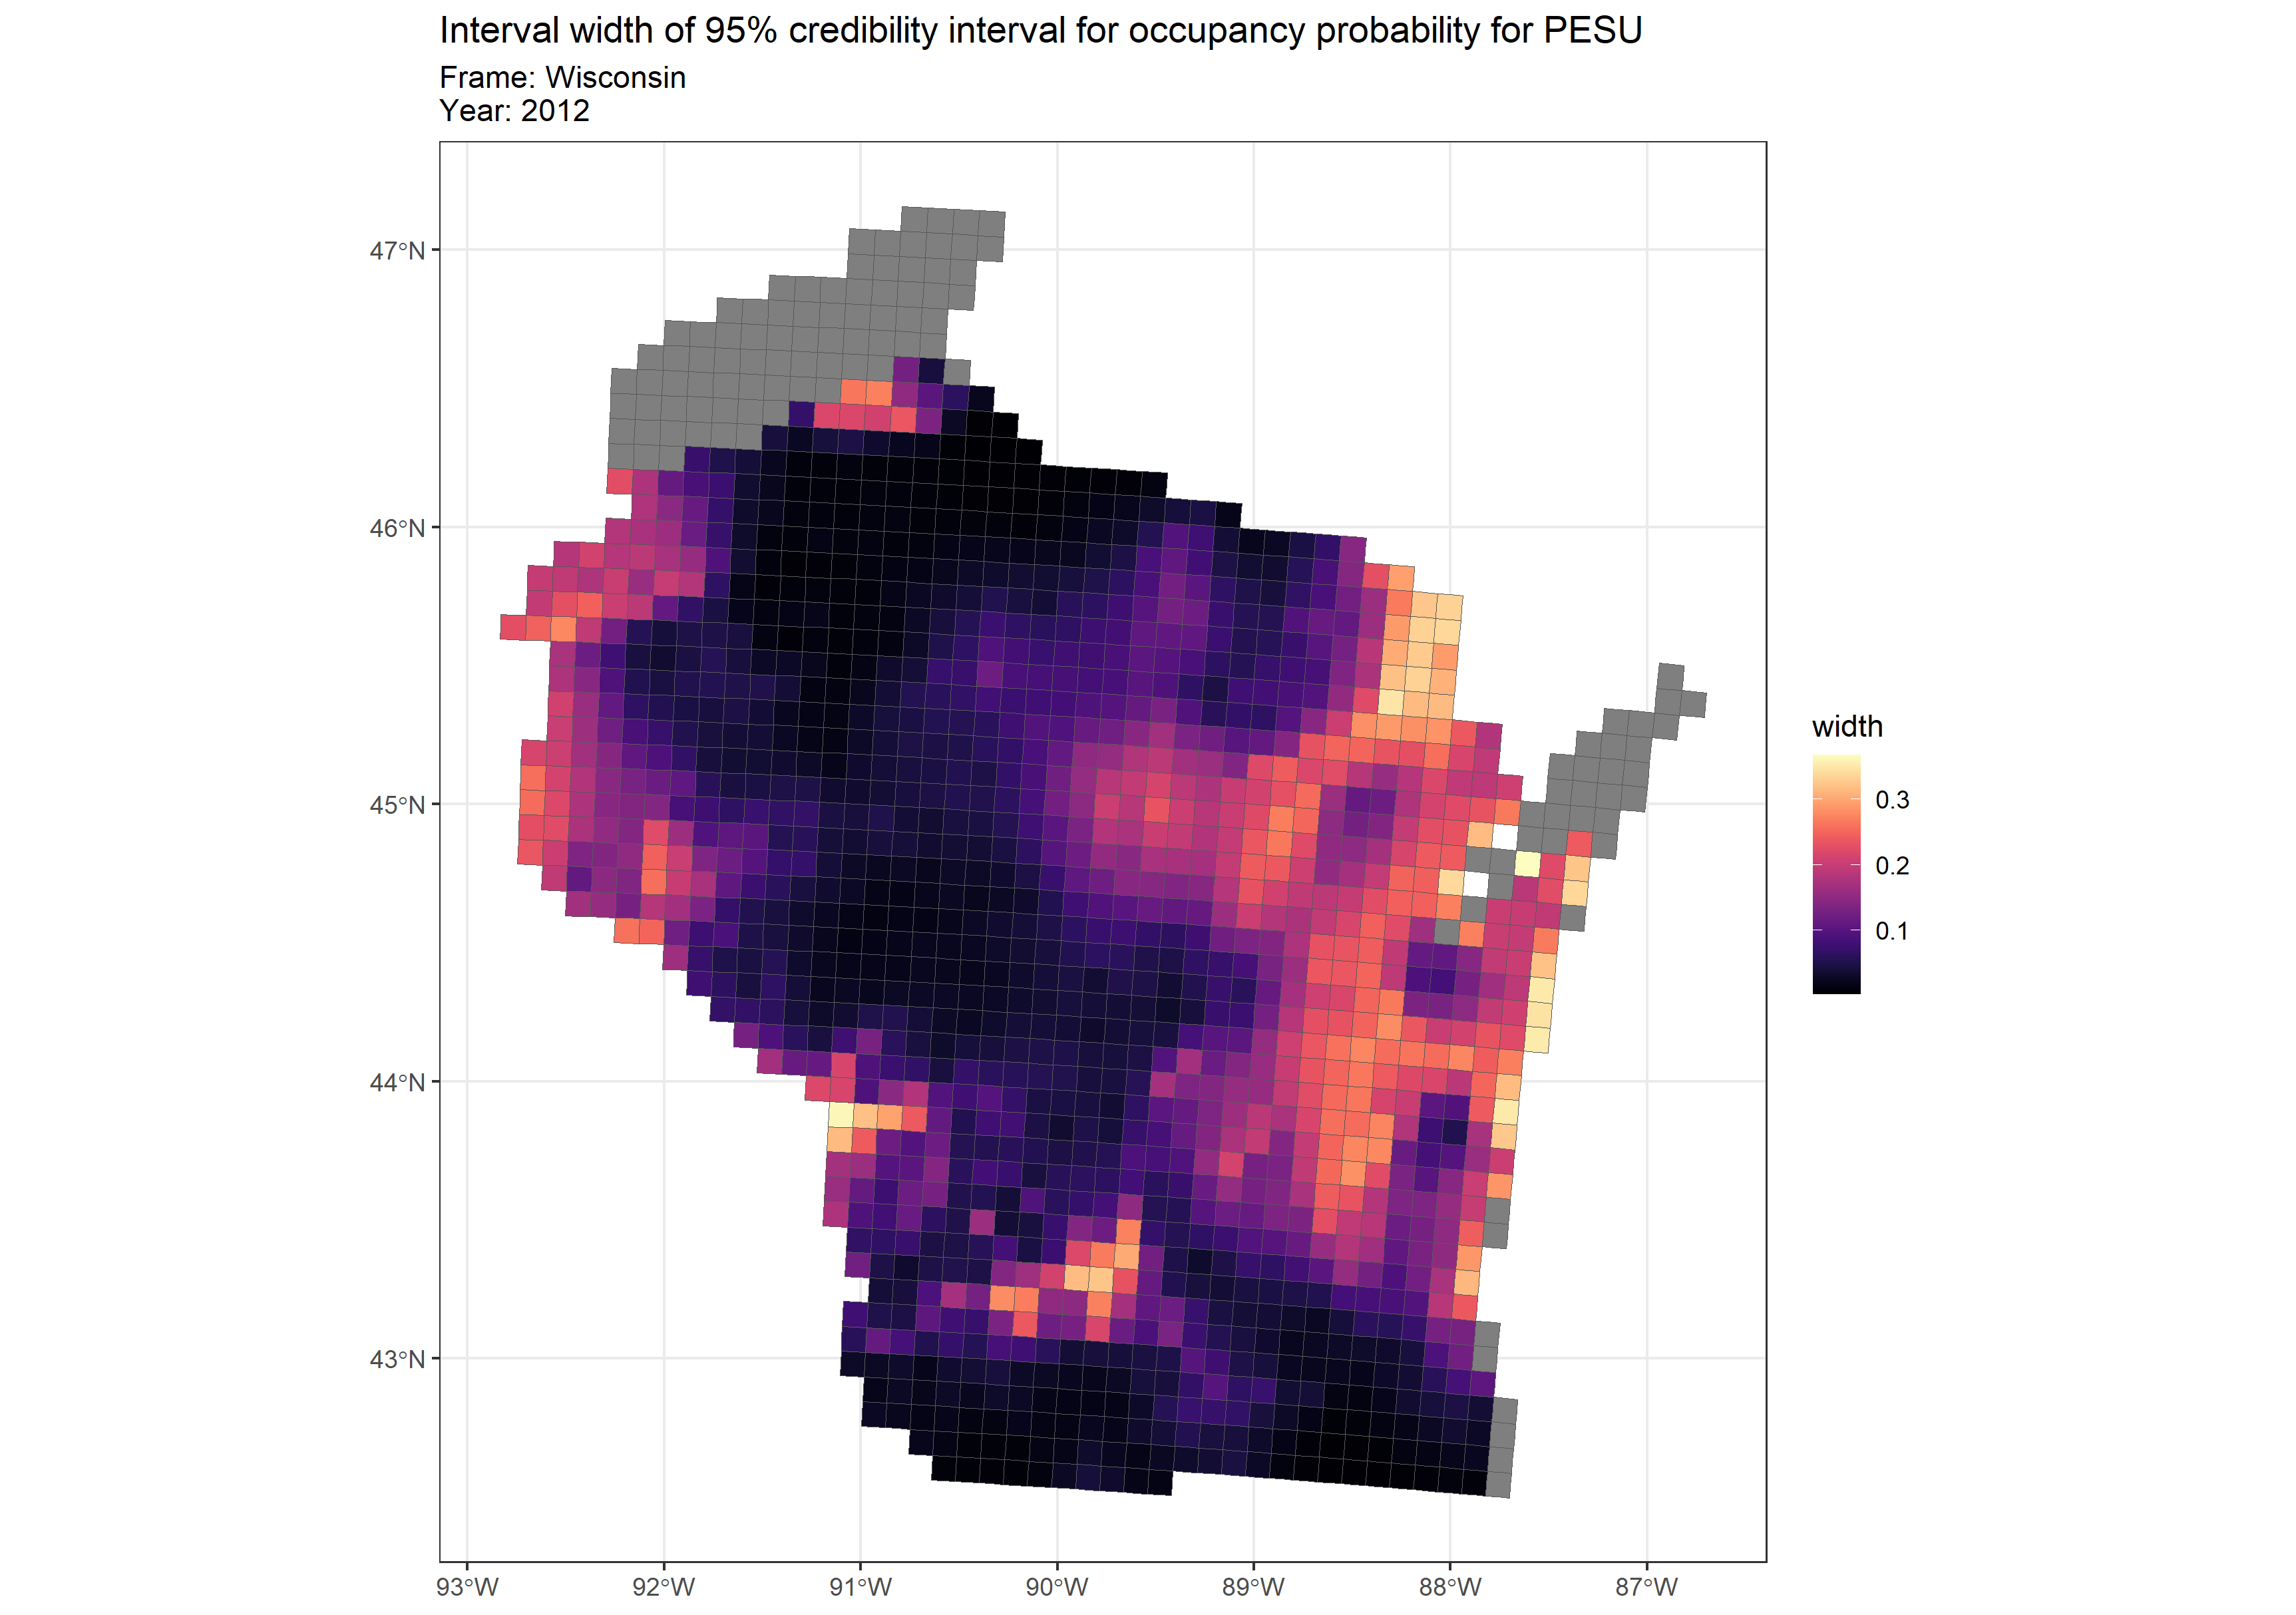 Interval width of 95% credibility interval for occupancy probability for PESU
Frame: Wisconsin
Year: 2012
47°N
46°N
45°N
44°N
43°N
93°W
92°W
91°W
90°W
89°W
88°W
87°W
width
0.3
0.2
0.1